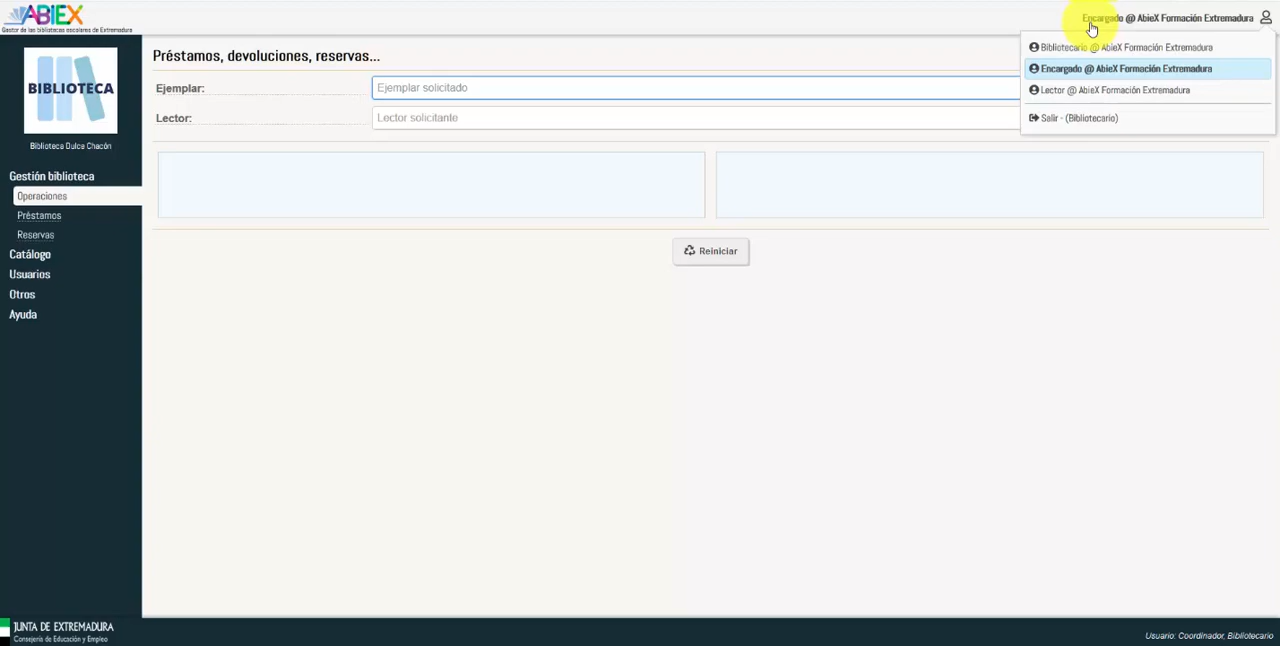 ABIEX
Gestor de las bibliotecas escolares de Extremadura
Encargado @ AbieX Formación Extremadura
Bibliotecario @ AbieX Formación Extremadura
Encargado @ AbieX Formación Extremadura
Lector @ AbieX Formación Extremadura
Salir - (Bibliotecario)
BIBLIOTECA
Biblioteca Dulce Chacón
Gestión biblioteca
Operaciones
Préstamos
Reservas
Catálogo
Usuarios
Otros
Ayuda
Préstamos, devoluciones, reservas...
Ejemplar:
Ejemplar solicitado
Lector:
Lector solicitante
Reiniciar
JUNTA DE EXTREMADURA
Consejería de Educación y Empleo
Usuario: Coordinador, Bibliotecario